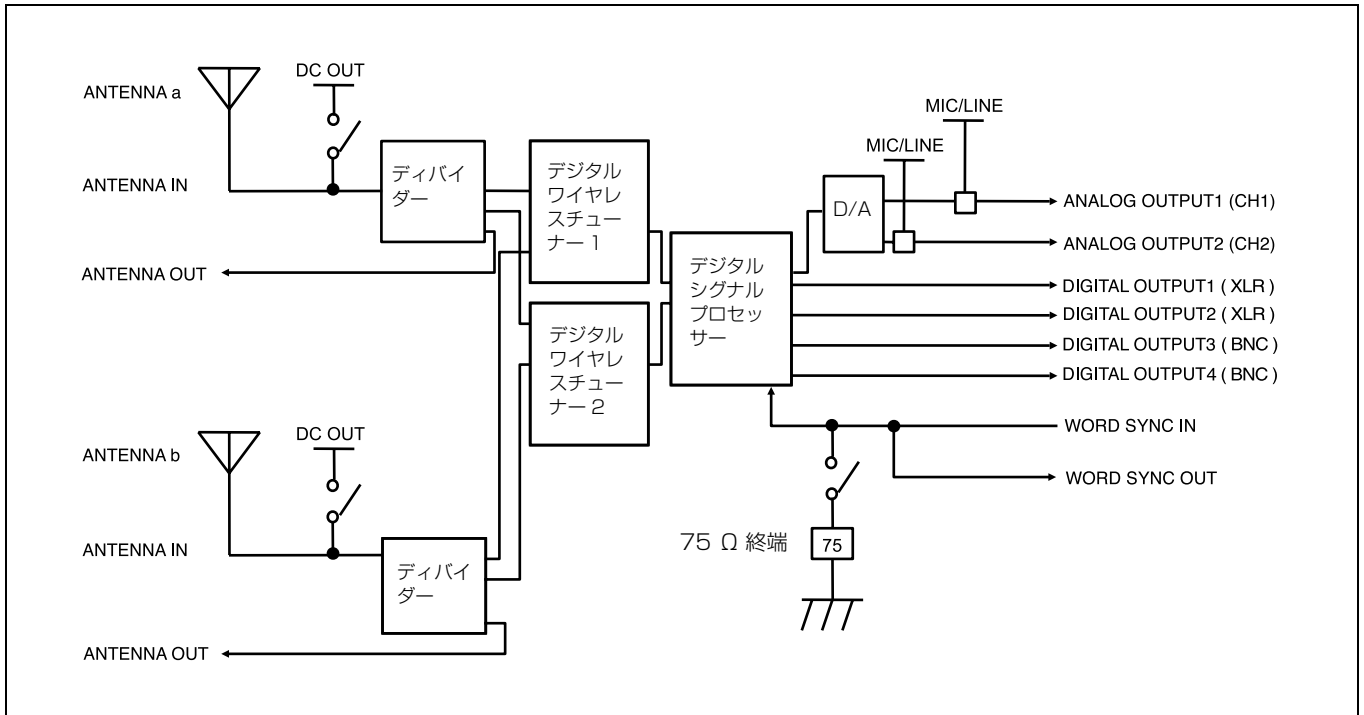 ANTENNA a
DC OUT
ANTENNA IN
ディバイ
ダー
ANTENNA OUT
デジタル
ワイヤレ
スチュー
ナー 1
デジタル
ワイヤレ
スチュー
ナー 2
デジタル
シグナル
プロセッ
サー
D/A
MIC/LINE
MIC/LINE
ANALOG OUTPUT1 (CH1)
ANALOG OUTPUT2 (CH2)
DIGITAL OUTPUT1 ( XLR )
DIGITAL OUTPUT2 ( XLR )
DIGITAL OUTPUT3 ( BNC )
DIGITAL OUTPUT4 ( BNC )
WORD SYNC IN
WORD SYNC OUT
75 Ω 終端
75
ANTENNA b
DC OUT
ANTENNA IN
ディバイ
ダー
ANTENNA OUT